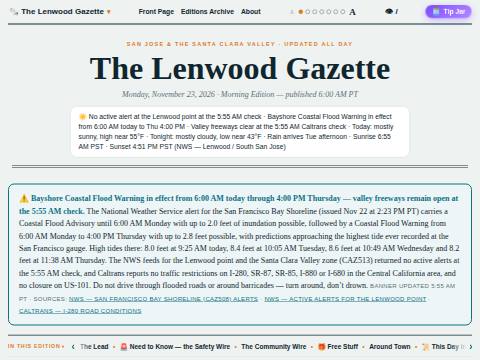 🗞️ The Lenwood Gazette ▾ Front Page Editions Archive About A A 👁 / Tip Jar
SAN JOSE & THE SANTA CLARA VALLEY · UPDATED ALL DAY
The Lenwood Gazette
Monday, November 23, 2026 · Morning Edition — published 6:00 AM PT
☀️ No active alert at the Lenwood point at the 5:55 AM check · Bayshore Coastal Flood Warning in
effect from 6:00 AM today to Thu 4:00 PM · Valley freeways clear at the 5:55 AM Caltrans check · Today: mostly
sunny, high near 55°F · Tonight: mostly cloudy, low near 43°F · Rain arrives Tue afternoon · Sunrise 6:55
AM PT · Sunset 4:51 PM PT (NWS — Lenwood / South San Jose)
⚠️ Bayshore Coastal Flood Warning in effect from 6:00 AM today through 4:00 PM Thursday — valley freeways remain open at
the 5:55 AM check. The National Weather Service alert for the San Francisco Bay Shoreline (issued Nov 22 at 2:23 PM PT) carries a
Coastal Flood Advisory until 6:00 AM Monday with up to 2.0 feet of inundation possible, followed by a Coastal Flood Warning from
6:00 AM Monday to 4:00 PM Thursday with up to 2.8 feet possible, with predictions approaching the highest tide ever recorded at the
San Francisco gauge. High tides there: 8.0 feet at 9:25 AM today, 8.4 feet at 10:05 AM Tuesday, 8.6 feet at 10:49 AM Wednesday and 8.2
feet at 11:38 AM Thursday. The NWS feeds for the Lenwood point and the Santa Clara Valley zone (CAZ513) returned no active alerts at
the 5:55 AM check, and Caltrans reports no traffic restrictions on I-280, SR-87, SR-85, I-680 or I-680 in the Central California area, and
no closure on US-101. Do not drive through flooded roads or around barricades — turn around, don't drown. BANNER UPDATED 5:55 AM
PT · SOURCES: NWS — SAN FRANCISCO BAY SHORELINE (CAZ508) ALERTS · NWS — ACTIVE ALERTS FOR THE LENWOOD POINT ·
CALTRANS — I-280 ROAD CONDITIONS
IN THIS EDITION ▾ ‹ The Lead • 🚨 Need to Know — the Safety Wire • The Community Wire • 🎁 Free Stuff • Around Town • 📜 This Day ›